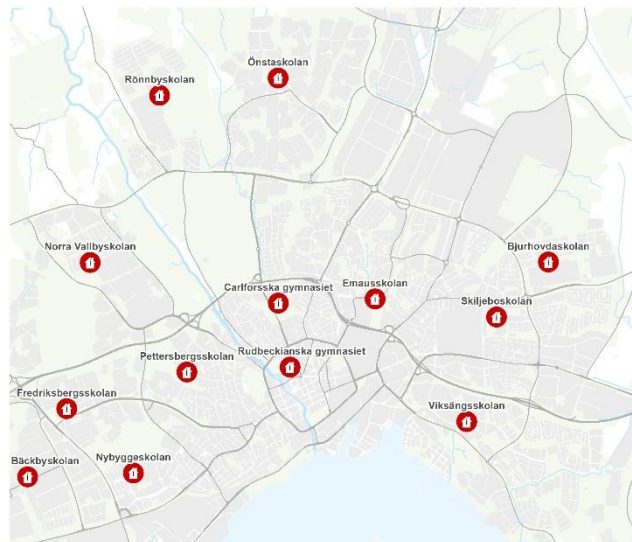 Önstaskolan
Rönnbyskolan
Norra Vallbyskolan
Bjurhovdaskolan
Carlforsska gymnasiet
Emausskolan
Skiljeboskolan
Rudbeckianska gymnasiet
Pettersbergsskolan
Fredriksbergsskolan
Viksängsskolan
Bäckbyskolan
Nybyggeskolan